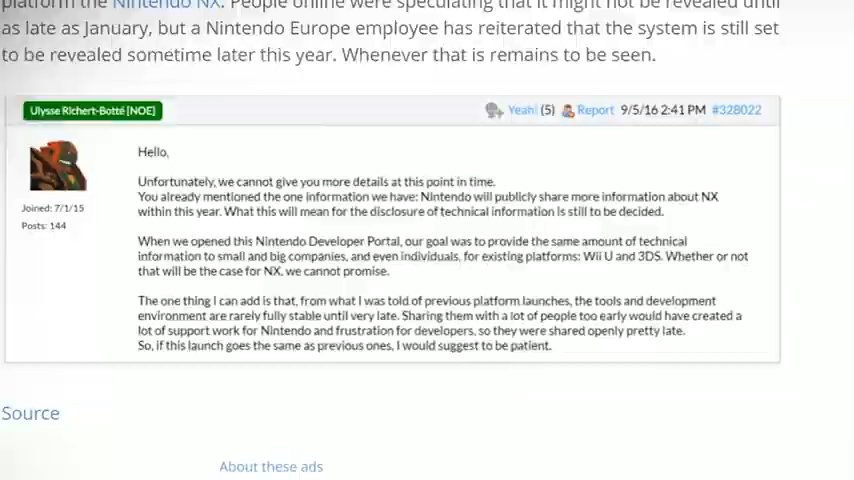 platform the Nintendo NX. People online were speculating that it might not be revealed until
as late as January, but a Nintendo Europe employee has reiterated that the system is still set
to be revealed sometime later this year. Whenever that is remains to be seen.
Ulysse Richert-Botté [NOE]
Yeah! (5) Report 9/5/16 2:41 PM #328022
Hello,
Unfortunately, we cannot give you more details at this point in time.
You already mentioned the one information we have: Nintendo will publicly share more information about NX
within this year. What this will mean for the disclosure of technical information is still to be decided.
Joined: 7/1/15
Posts: 144
When we opened this Nintendo Developer Portal, our goal was to provide the same amount of technical
information to small and big companies, and even individuals, for existing platforms: Wii U and 3DS. Whether or not
that will be the case for NX, we cannot promise.
The one thing I can add is that, from what I was told of previous platform launches, the tools and development
environment are rarely fully stable until very late. Sharing them with a lot of people too early would have created a
lot of support work for Nintendo and frustration for developers, so they were shared openly pretty late.
So, if this launch goes the same as previous ones, I would suggest to be patient.
Source
About these ads